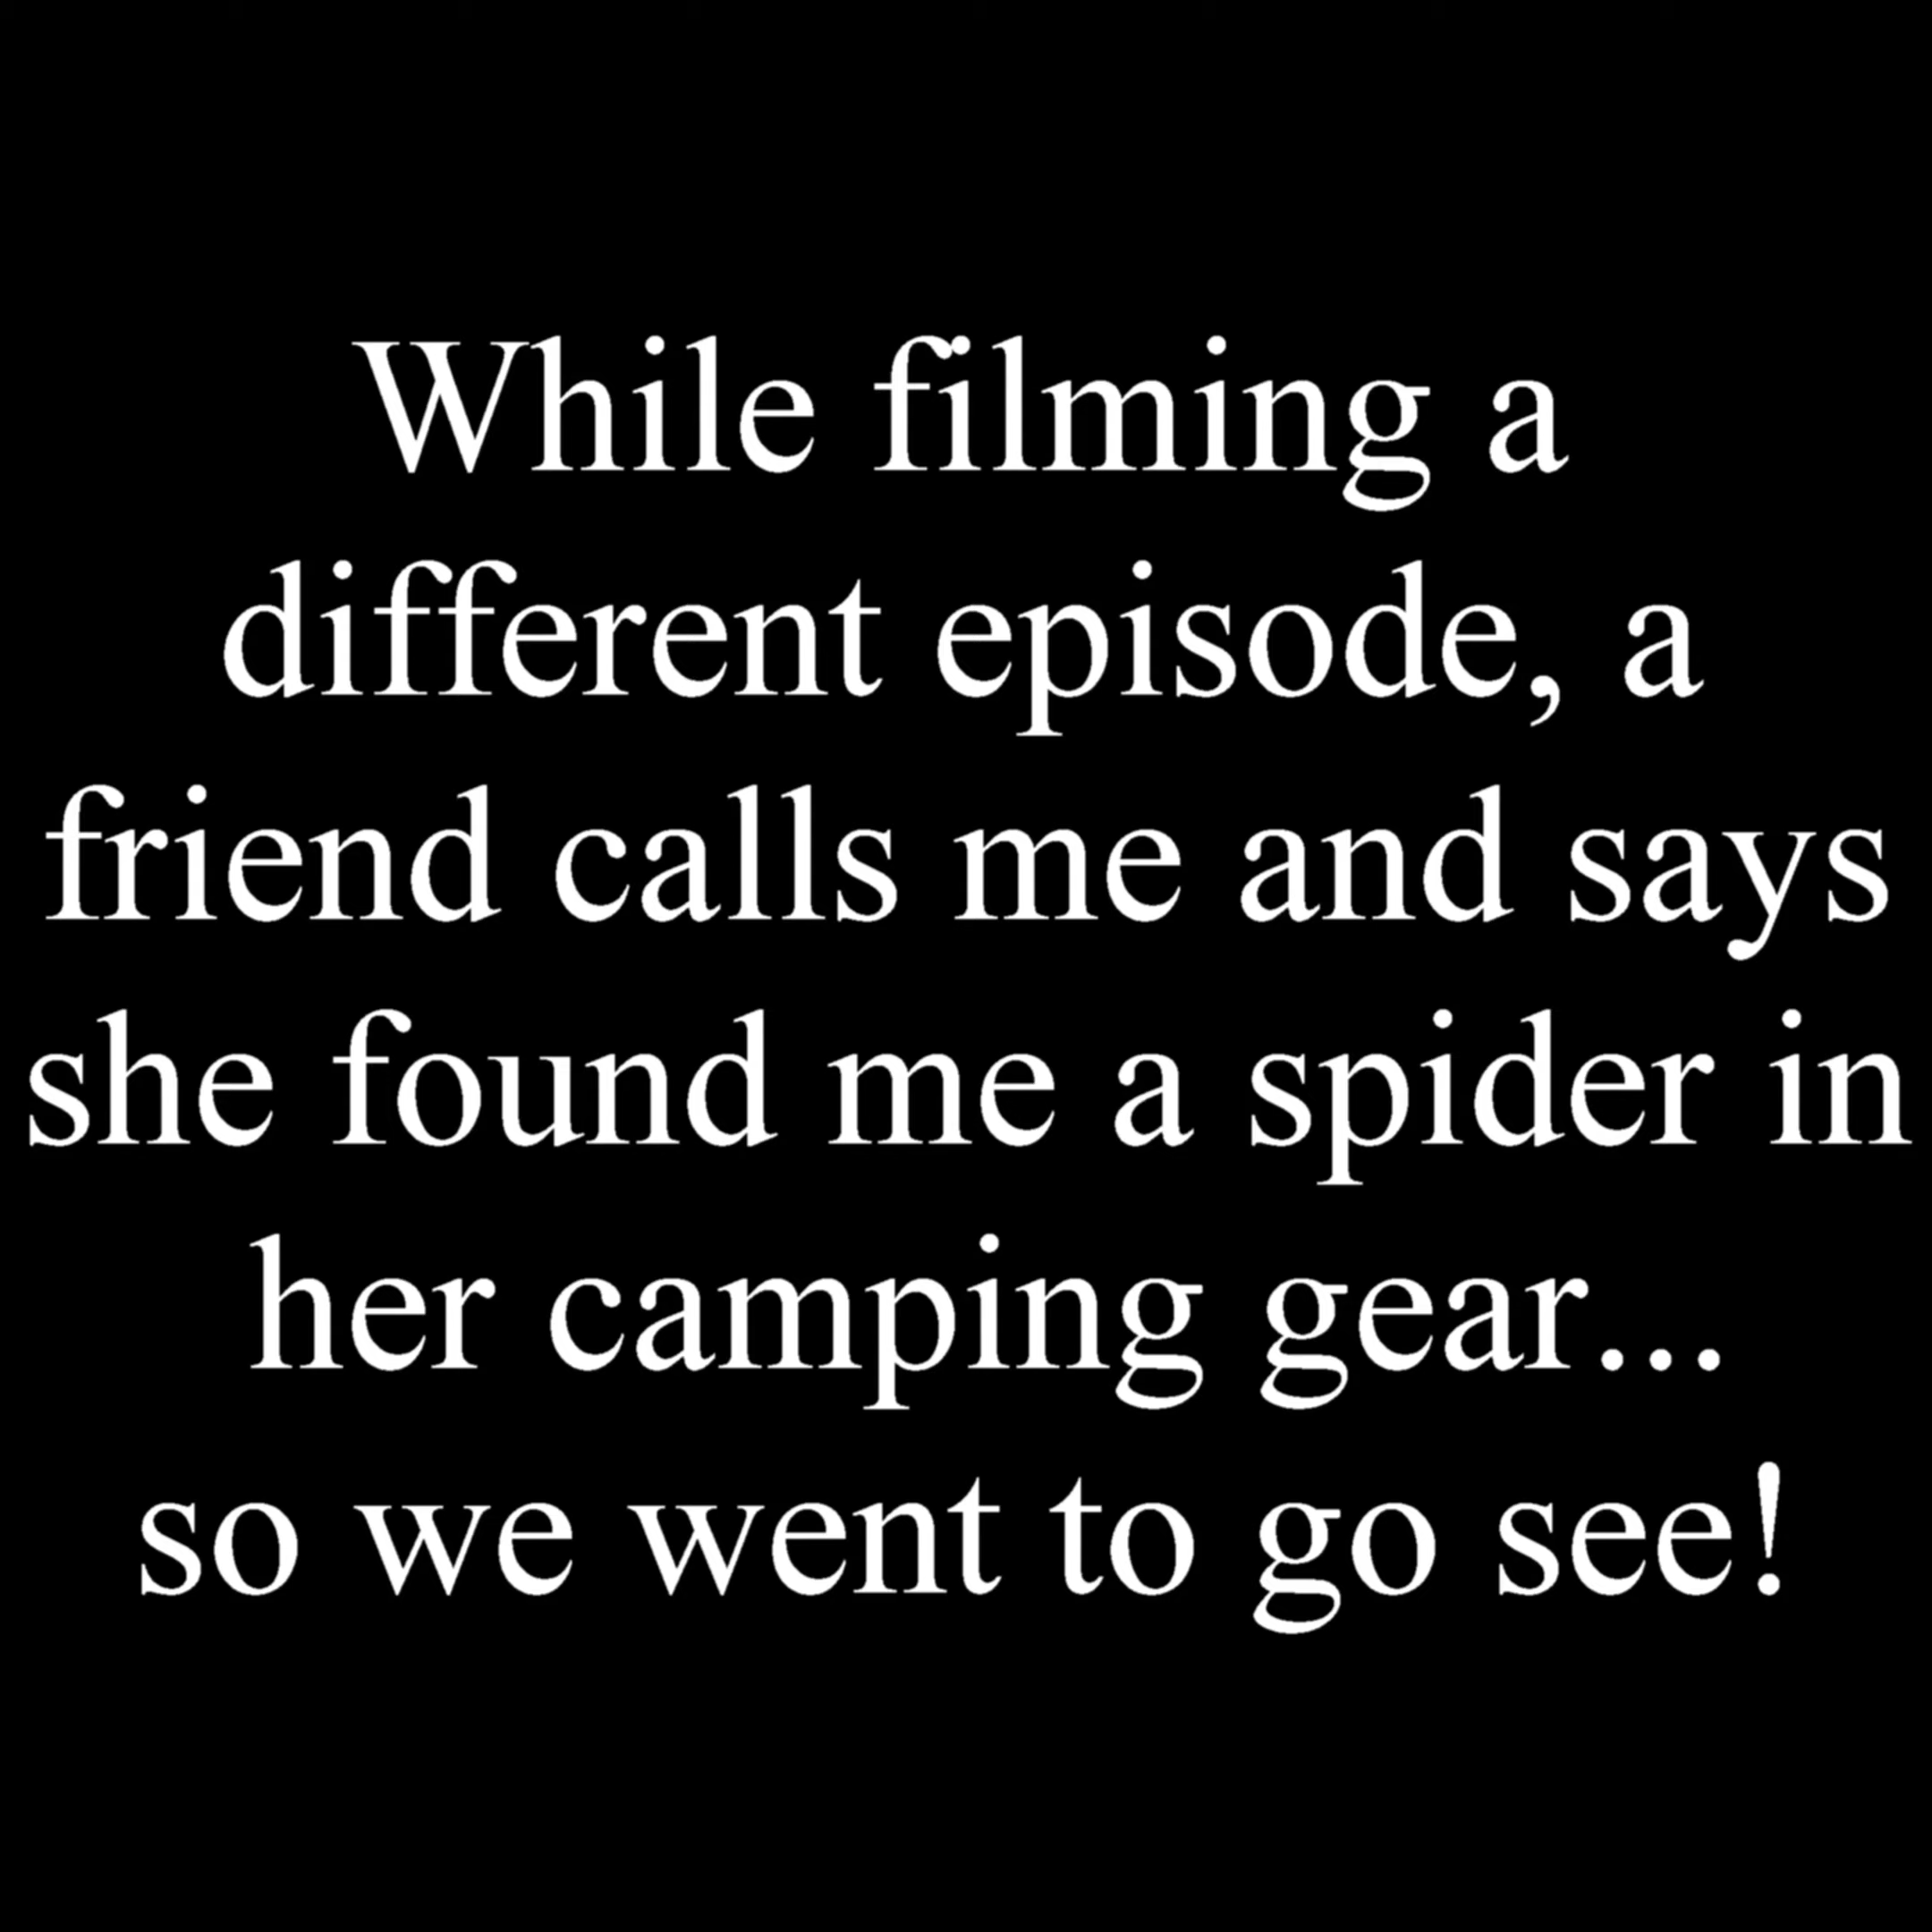 While filming a
different episode, a
friend calls me and says
she found me a spider in
her camping gear...
so we went to go see!